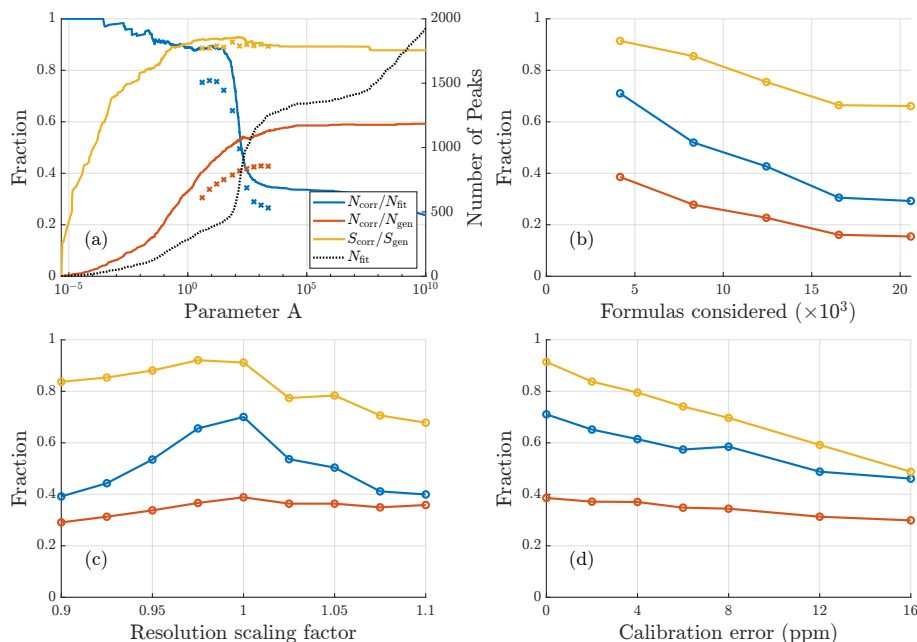 1 2000
0.8 1500
0.6
1000
0.4
500
0.2
0 0
Fraction
Number of Peaks
(a)
N_corr/N_fit
N_corr/N_gen
S_corr/S_gen
N_fit
10^-5 10^0 10^5 10^10
Parameter A
1
0.8
0.6
0.4
0.2
0
Fraction
(b)
0 5 10 15 20
Formulas considered (×10^3)
1
0.8
0.6
0.4
0.2
Fraction
(c)
0.9 0.95 1 1.05 1.1
Resolution scaling factor
1
0.8
0.6
0.4
0.2
Fraction
(d)
0 4 8 12 16
Calibration error (ppm)